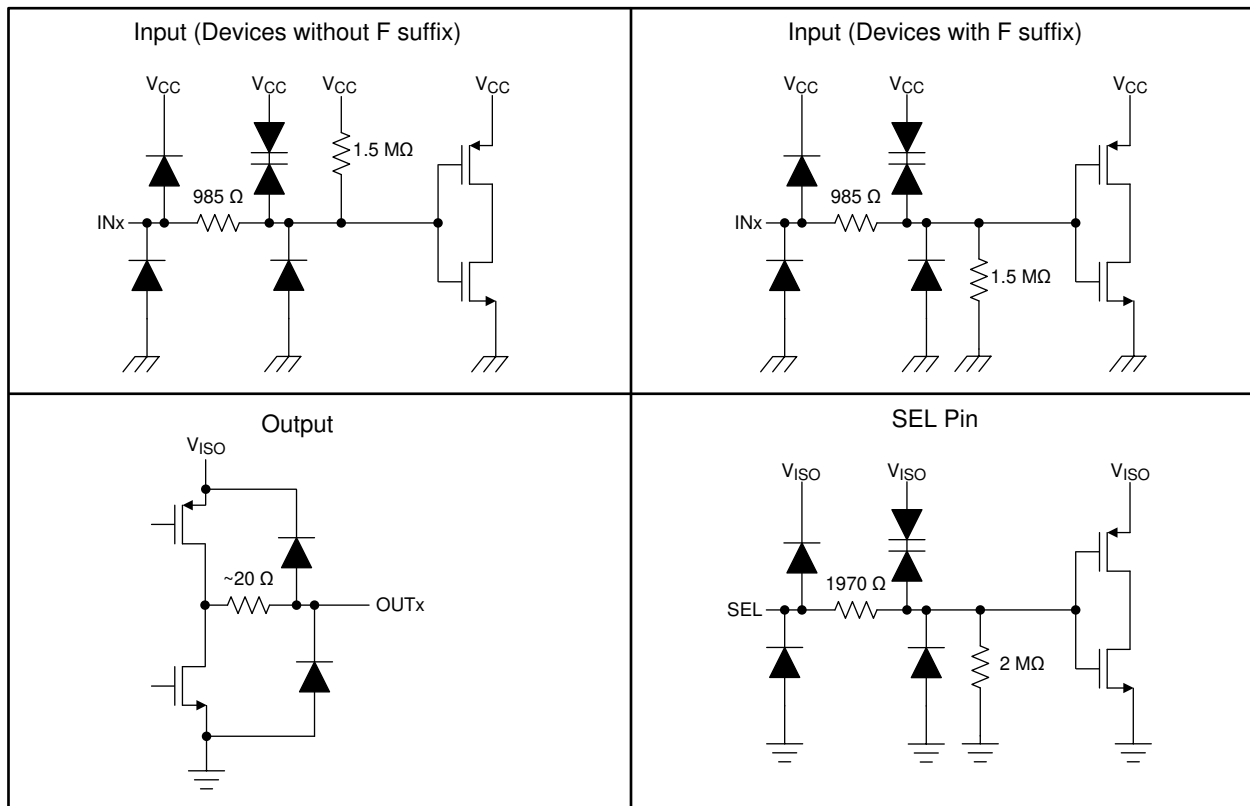 Input (Devices without F suffix)
VCC VCC VCC VCC
1.5 MΩ
985 Ω
INx
Input (Devices with F suffix)
VCC VCC VCC
985 Ω
INx
1.5 MΩ
Output
VISO
~20 Ω
OUTx
SEL Pin
VISO VISO VISO
1970 Ω
SEL
2 MΩ